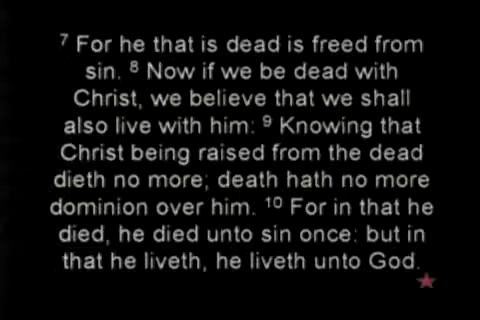 ⁷ For he that is dead is freed from
sin. ⁸ Now if we be dead with
Christ, we believe that we shall
also live with him: ⁹ Knowing that
Christ being raised from the dead
dieth no more; death hath no more
dominion over him. ¹⁰ For in that he
died, he died unto sin once: but in
that he liveth, he liveth unto God.